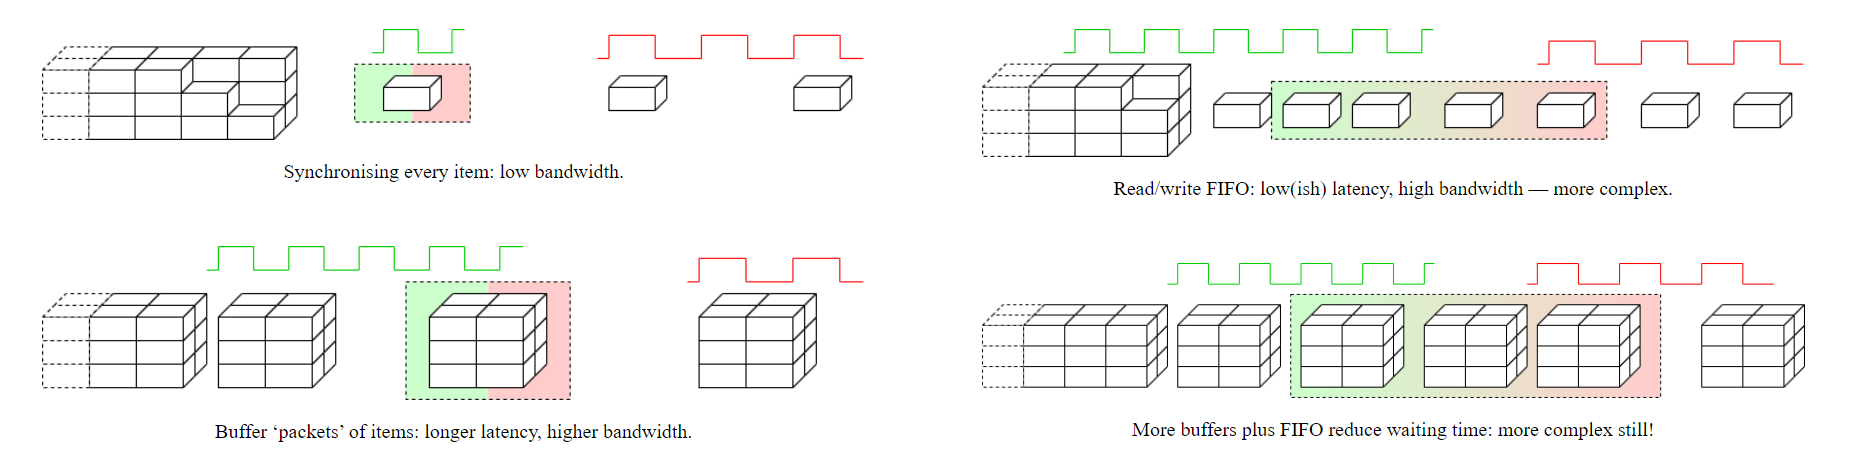 Synchronising every item: low bandwidth.
Read/write FIFO: low(ish) latency, high bandwidth — more complex.
Buffer ‘packets’ of items: longer latency, higher bandwidth.
More buffers plus FIFO reduce waiting time: more complex still!